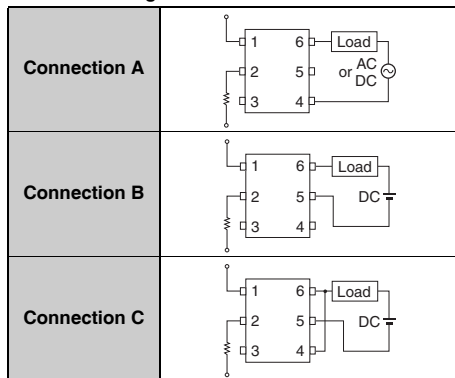 Connection A
1 6 Load
2 5 or AC
DC
3 4
Connection B
1 6 Load
2 5 DC
3 4
Connection C
1 6 Load
2 5 DC
3 4